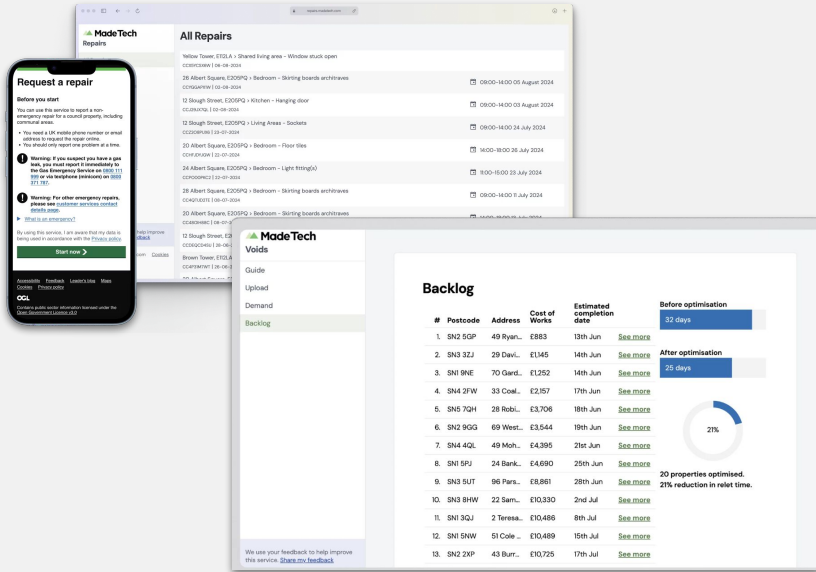 Request a repair
Before you start
You can use this service to report a non-
emergency repair for a council property, including
communal areas.
• You need a UK mobile phone number or email
address to request the repair online.
• You should only report one problem at a time.
Warning: If you suspect you have a gas
leak, you must report it immediately to
the Gas Emergency Service on 0800 111
999 or via textphone (minicom) on 0800
371 787.
Warning: For other emergency repairs,
please see customer services contact
details page.
What is an emergency?
By using this service, I am aware that my data is
being used in accordance with the Privacy policy
Start now
Accessibility Feedback Leader's blog Maps
Cookies Privacy policy
OGL
Contains public sector information licensed under the
Open Government Licence v3.0
Made Tech
Repairs
help improve
Cookies
All Repairs
Yellow Tower, E112LA > Shared living area - Window stuck open
26 Albert Square, E205PQ > Bedroom - Skirting boards architraves
09:00-14:00 05 August 2024
12 Slough Street, E205PQ > Kitchen - Hanging door
09:00-14:00 03 August 2024
12 Slough Street, E205PQ > Living Areas - Sockets
09:00-14:00 24 July 2024
20 Albert Square, E205PQ > Bedroom - Floor tiles
14:00-18:00 26 July 2024
24 Albert Square, E205PQ > Bedroom - Light fitting(s)
11:00-15:00 23 July 2024
28 Albert Square, E205PQ > Bedroom - Skirting boards architraves
09:00-14:00 11 July 2024
20 Albert Square, E205PQ > Bedroom - Skirting boards architraves
12 Slough Street,
Brown Tower,
Made Tech
Voids
Guide
Upload
Demand
Backlog
We use your feedback to help improve
this service. Share my feedback
Backlog
# Postcode Address Cost of Works Estimated completion date
1. SN2 5GP 49 Ryan... £883 13th Jun See more
2. SN3 3ZJ 29 Davi... £1,145 14th Jun See more
3. SN1 9NE 70 Gard... £1,252 14th Jun See more
4. SN4 2FW 33 Coal... £2,157 17th Jun See more
5. SN5 7QH 28 Robi... £3,706 18th Jun See more
6. SN2 9GG 69 West... £3,544 19th Jun See more
7. SN4 4QL 49 Moh... £4,395 21st Jun See more
8. SN1 5PJ 24 Bank... £4,690 25th Jun See more
9. SN3 5UT 96 Pars... £8,861 28th Jun See more
10. SN3 8HW 22 Sam... £10,330 2nd Jul See more
11. SN1 3QJ 2 Teresa... £10,486 8th Jul See more
12. SN1 5NW 51 Cole ... £10,489 15th Jul See more
13. SN2 2XP 43 Burr... £10,725 17th Jul See more
Before optimisation
32 days
After optimisation
25 days
21%
20 properties optimised.
21% reduction in relet time.